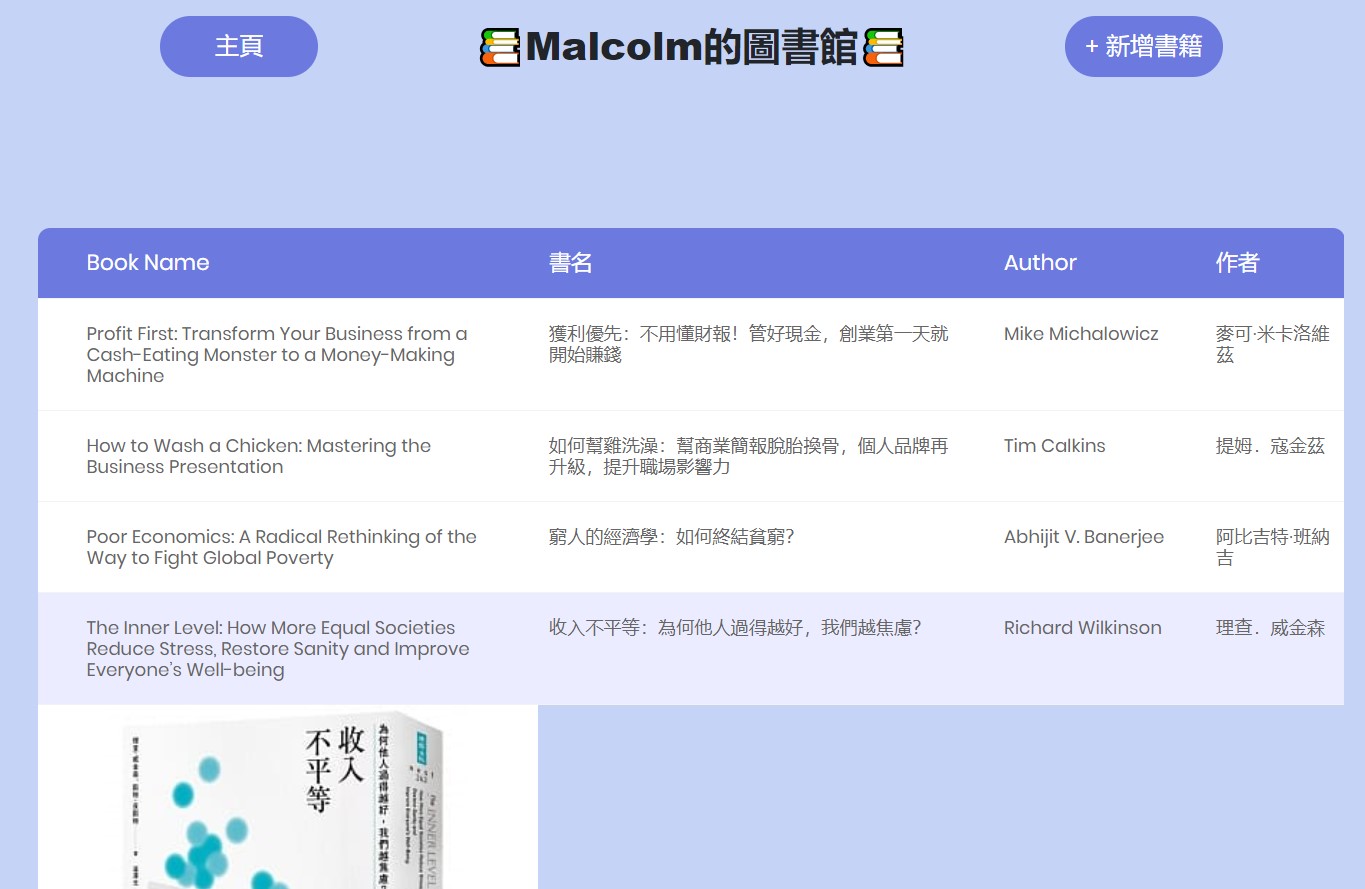 主頁
📚Malcolm的圖書館📚
+ 新增書籍
Book Name 書名 Author 作者
Profit First: Transform Your Business from a
Cash-Eating Monster to a Money-Making
Machine
獲利優先：不用懂財報！管好現金，創業第一天就
開始賺錢
Mike Michalowicz
麥可·米卡洛維
茲
How to Wash a Chicken: Mastering the
Business Presentation
如何幫雞洗澡：幫商業簡報脫胎換骨，個人品牌再
升級，提升職場影響力
Tim Calkins
提姆．寇金茲
Poor Economics: A Radical Rethinking of the
Way to Fight Global Poverty
窮人的經濟學：如何終結貧窮？
Abhijit V. Banerjee
阿比吉特·班納
吉
The Inner Level: How More Equal Societies
Reduce Stress, Restore Sanity and Improve
Everyone’s Well-being
收入不平等：為何他人過得越好，我們越焦慮？
Richard Wilkinson
理查．威金森
收入
不平等
為何他人過得越好，我們越焦慮
The INNER LEVEL